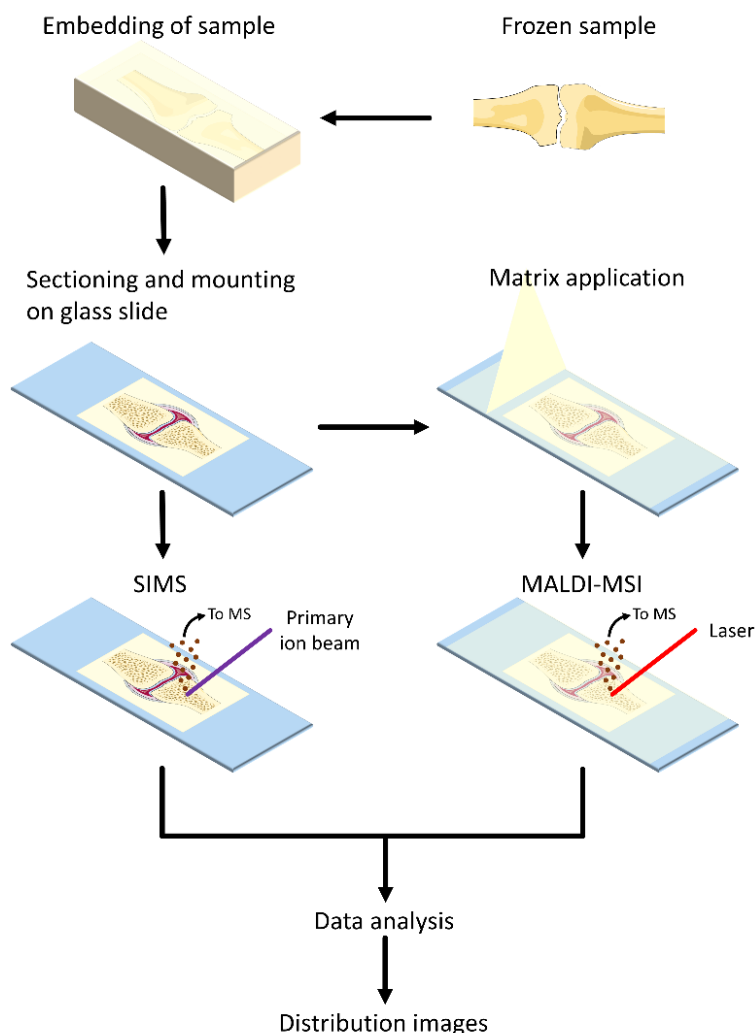 Embedding of sample
Frozen sample
Sectioning and mounting
on glass slide
Matrix application
SIMS
To MS
Primary
ion beam
MALDI-MSI
To MS
Laser
Data analysis
Distribution images